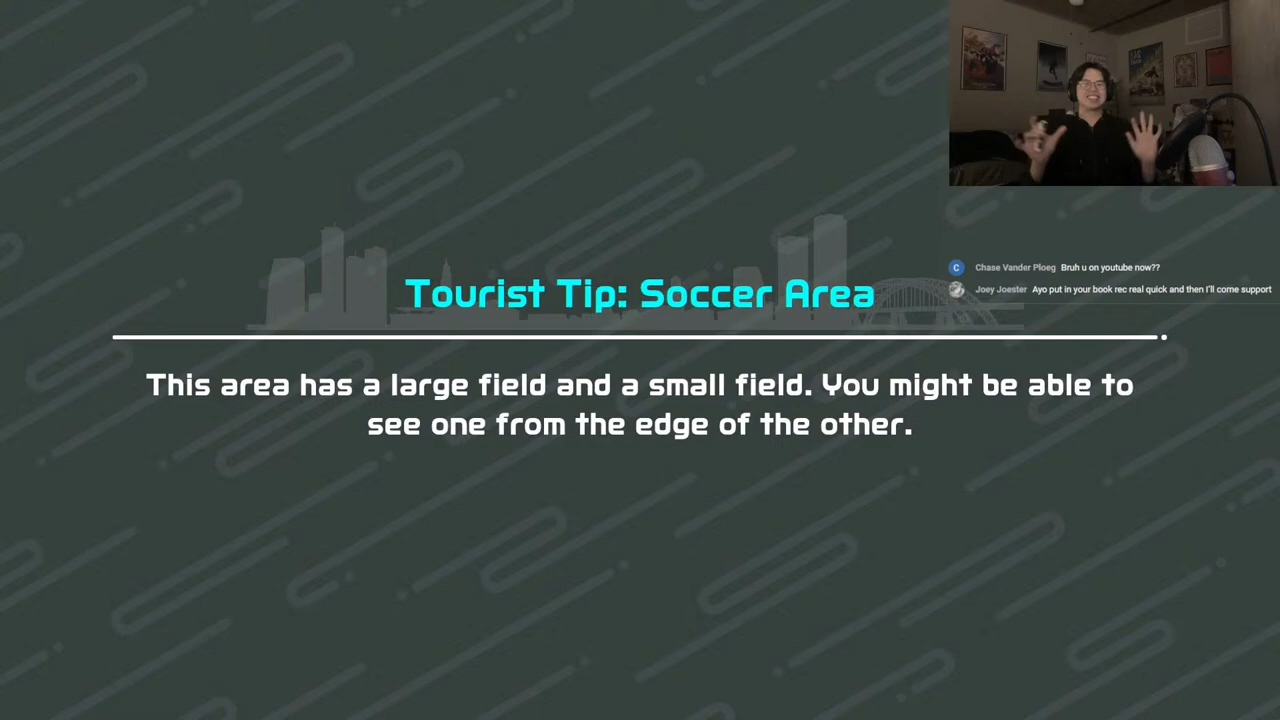 Chase Vander Ploeg Bruh u on youtube now??
Joey Joester Ayo put in your book rec real quick and then I'll come support
Tourist Tip: Soccer Area
This area has a large field and a small field. You might be able to
see one from the edge of the other.